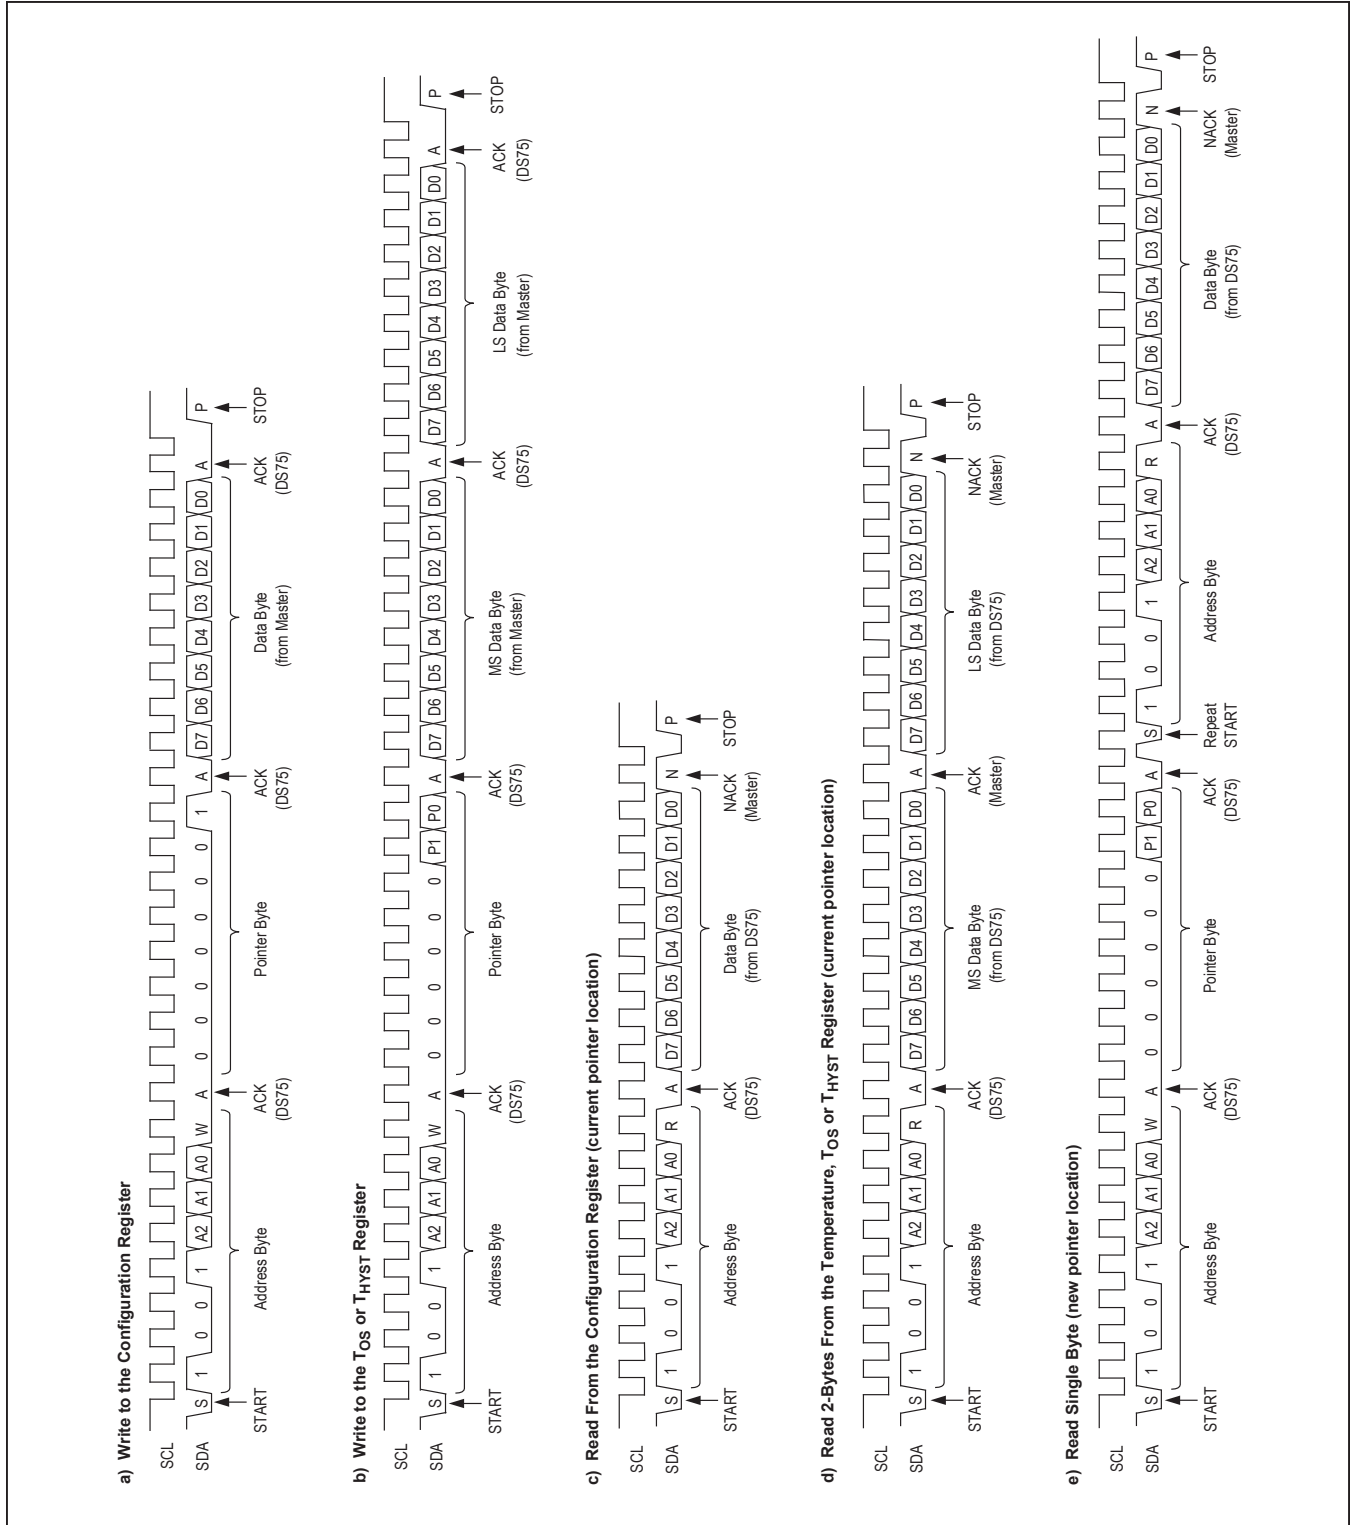 a) Write to the Configuration Register
SCL
SDA S 1 0 0 1 A2 A1 A0 W A 0 0 0 0 0 0 0 1 A D7 D6 D5 D4 D3 D2 D1 D0 A P
START Address Byte ACK Pointer Byte ACK Data Byte ACK STOP
(DS75) (DS75) (from Master) (DS75)
b) Write to the TOS or THYST Register
SCL
SDA S 1 0 0 1 A2 A1 A0 W A 0 0 0 0 0 0 P1 P0 A D7 D6 D5 D4 D3 D2 D1 D0 A D7 D6 D5 D4 D3 D2 D1 D0 A P
START Address Byte ACK Pointer Byte ACK MS Data Byte ACK LS Data Byte ACK STOP
(DS75) (DS75) (from Master) (DS75) (from Master) (DS75)
c) Read From the Configuration Register (current pointer location)
SCL
SDA S 1 0 0 1 A2 A1 A0 R A D7 D6 D5 D4 D3 D2 D1 D0 N P
START Address Byte ACK Data Byte NACK STOP
(DS75) (from DS75) (Master)
d) Read 2-Bytes From the Temperature, TOS or THYST Register (current pointer location)
SCL
SDA S 1 0 0 1 A2 A1 A0 R A D7 D6 D5 D4 D3 D2 D1 D0 A D7 D6 D5 D4 D3 D2 D1 D0 N P
START Address Byte ACK MS Data Byte ACK LS Data Byte NACK STOP
(DS75) (from DS75) (Master) (from DS75) (Master)
e) Read Single Byte (new pointer location)
SCL
SDA S 1 0 0 1 A2 A1 A0 W A 0 0 0 0 0 0 P1 P0 A S 1 0 0 1 A2 A1 A0 R A D7 D6 D5 D4 D3 D2 D1 D0 N P
START Address Byte ACK Pointer Byte ACK Repeat Address Byte ACK Data Byte NACK STOP
(DS75) (DS75) START (DS75) (from DS75) (Master)